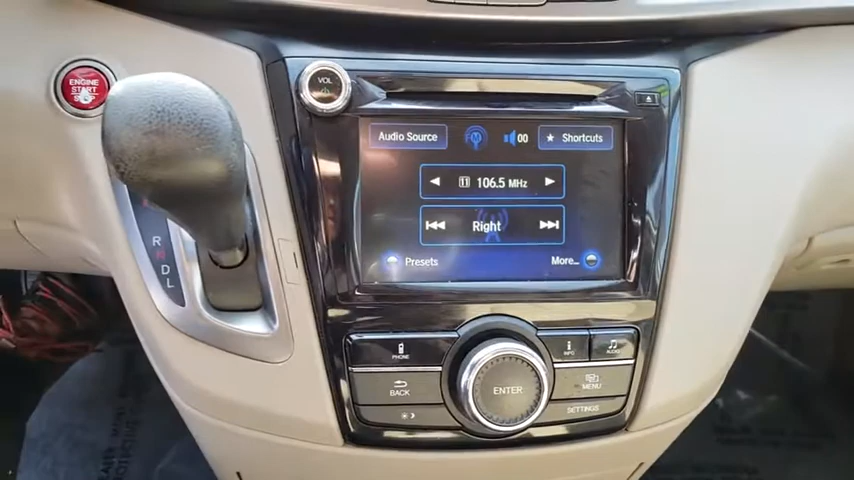 ENGINE
START
STOP
VOL
Audio Source
FM
00
★ Shortcuts
11 106.5 MHz
Right
Presets
More...
R
D
L
PHONE
INFO
AUDIO
BACK
ENTER
MENU
SETTINGS